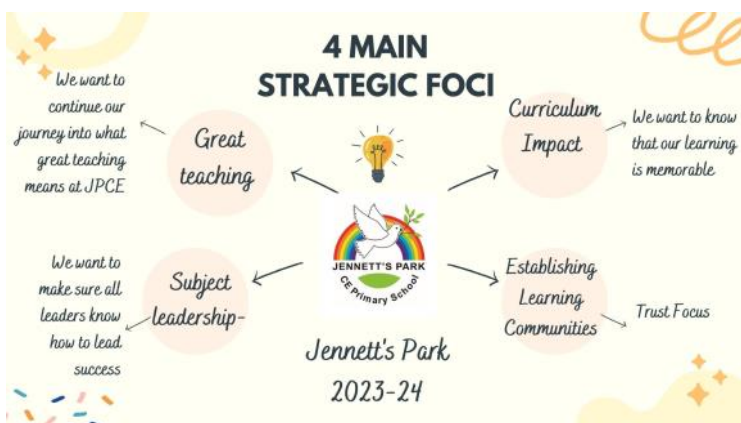 4 MAIN
STRATEGIC FOCI
We want to
continue our
journey into what
great teaching
means at JPCE
Great
teaching
Curriculum
Impact
We want to know
that our learning
is memorable
We want to
make sure all
leaders know
how to lead
success
Subject
leadership-
JENNETT'S PARK
CE Primary School
Establishing
Learning
Communities
Trust Focus
Jennett's Park
2023-24